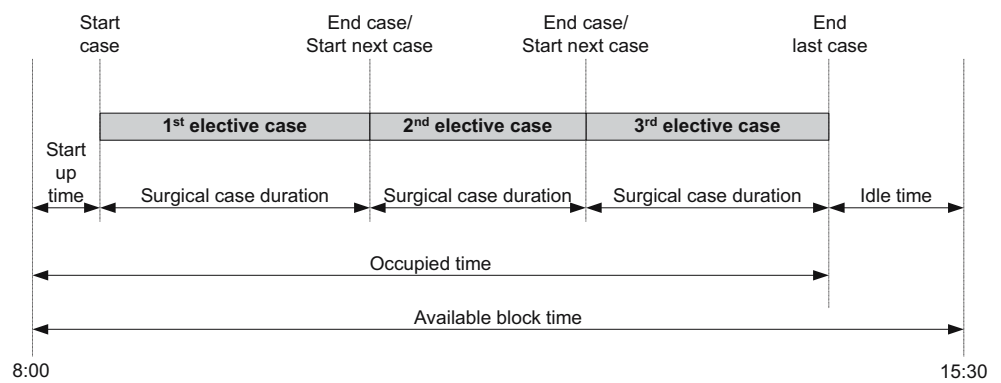 Start
case
End case/
Start next case
End case/
Start next case
End
last case
1st elective case
2nd elective case
3rd elective case
Start
up
time
Surgical case duration
Surgical case duration
Surgical case duration
Idle time
Occupied time
Available block time
8:00
15:30